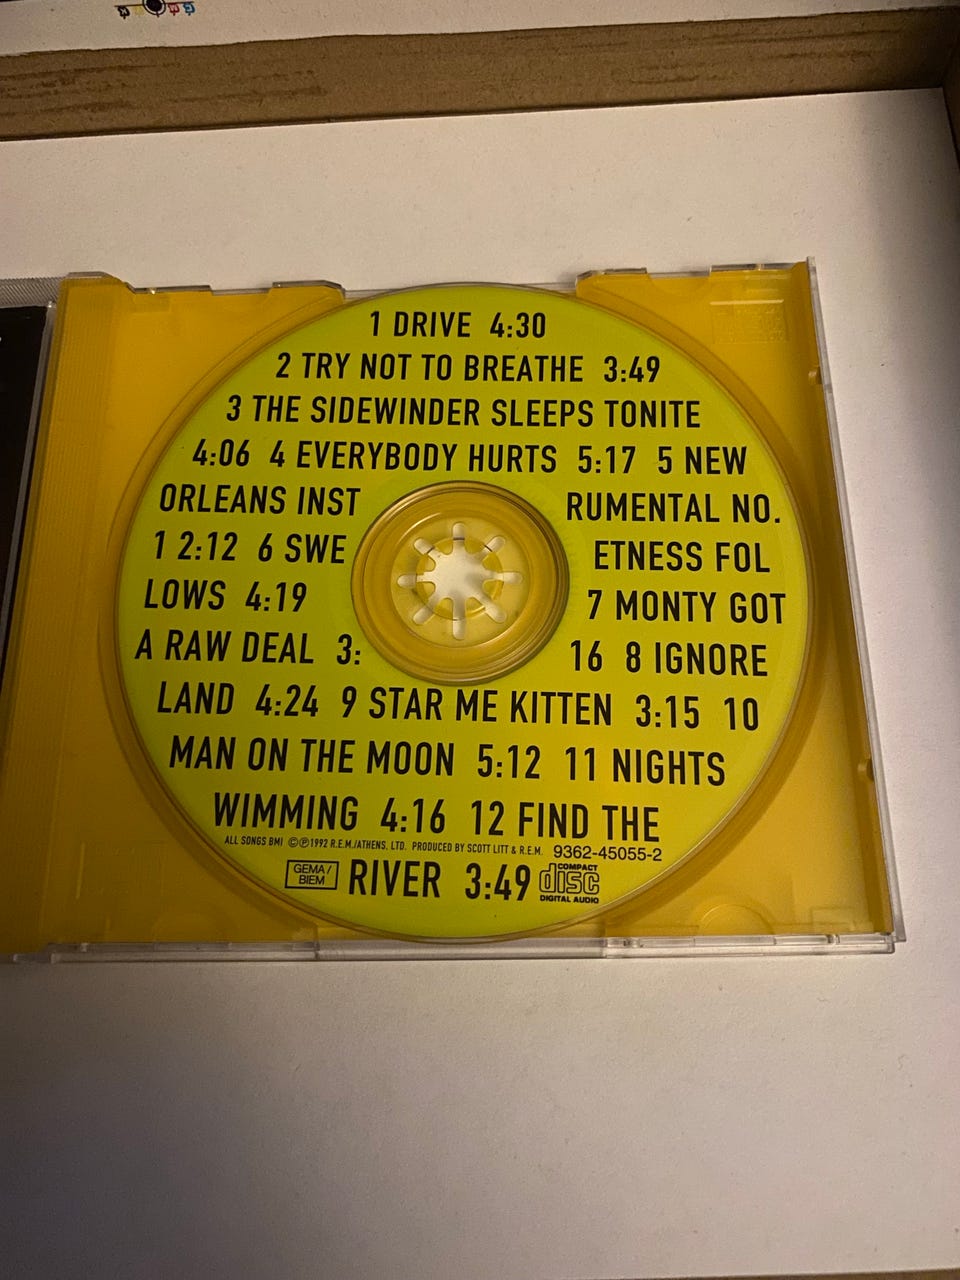 1 DRIVE 4:30
2 TRY NOT TO BREATHE 3:49
3 THE SIDEWINDER SLEEPS TONITE
4:06 4 EVERYBODY HURTS 5:17 5 NEW
ORLEANS INST RUMENTAL NO.
1 2:12 6 SWE ETNESS FOL
LOWS 4:19 7 MONTY GOT
A RAW DEAL 3: 16 8 IGNORE
LAND 4:24 9 STAR ME KITTEN 3:15 10
MAN ON THE MOON 5:12 11 NIGHTS
WIMMING 4:16 12 FIND THE
ALL SONGS BMI ©℗1992 R.E.M./ATHENS, LTD. PRODUCED BY SCOTT LITT & R.E.M. 9362-45055-2
GEMA/
BIEM
RIVER 3:49
COMPACT
disc
DIGITAL AUDIO